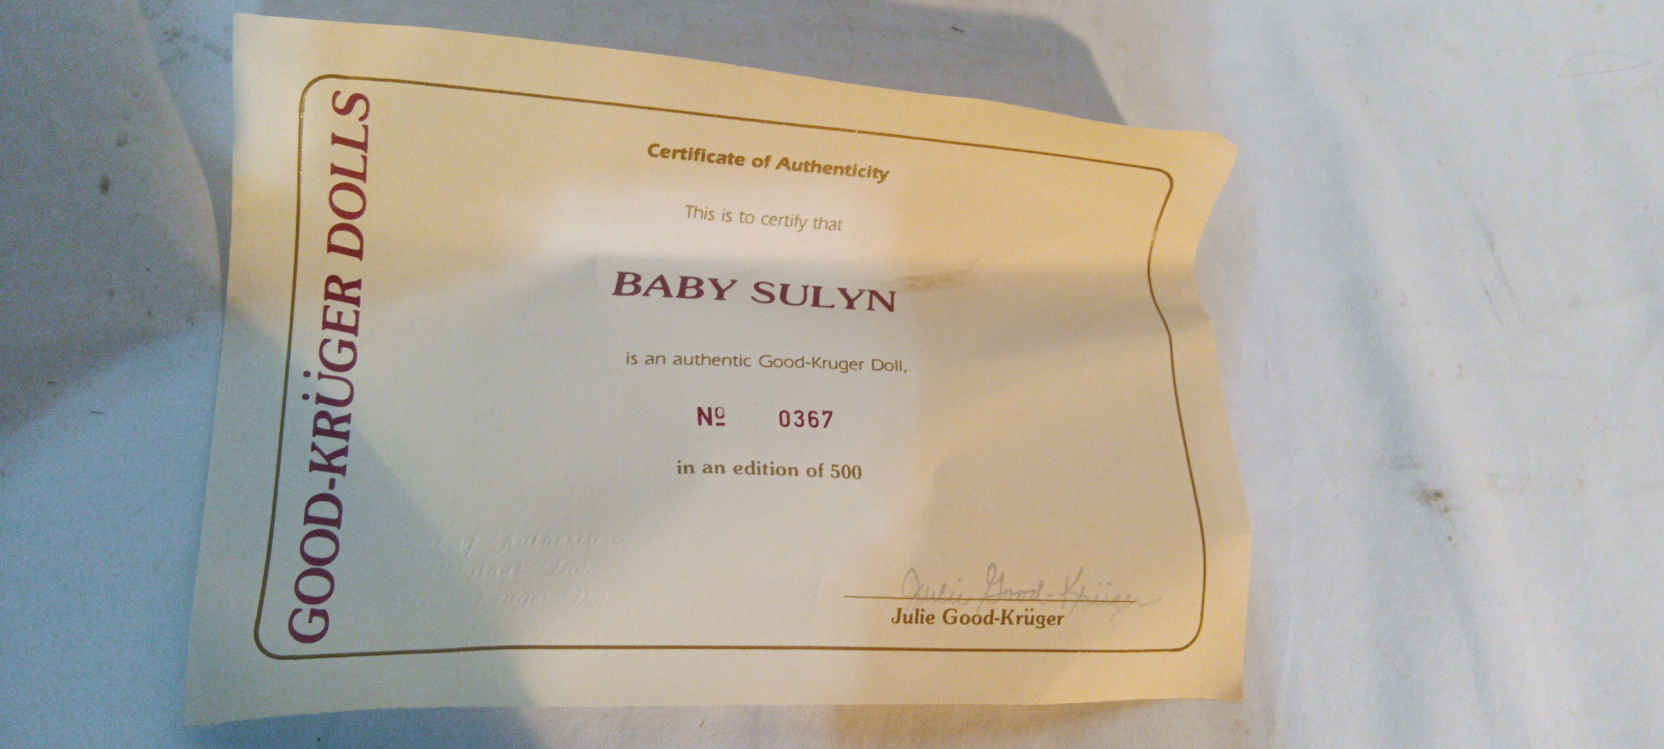 GOOD-KRÜGER DOLLS
Certificate of Authenticity
This is to certify that
BABY SULYN
is an authentic Good-Kruger Doll,
Nº 0367
in an edition of 500
Julie Good-Krüger
Julie Good-Krüger